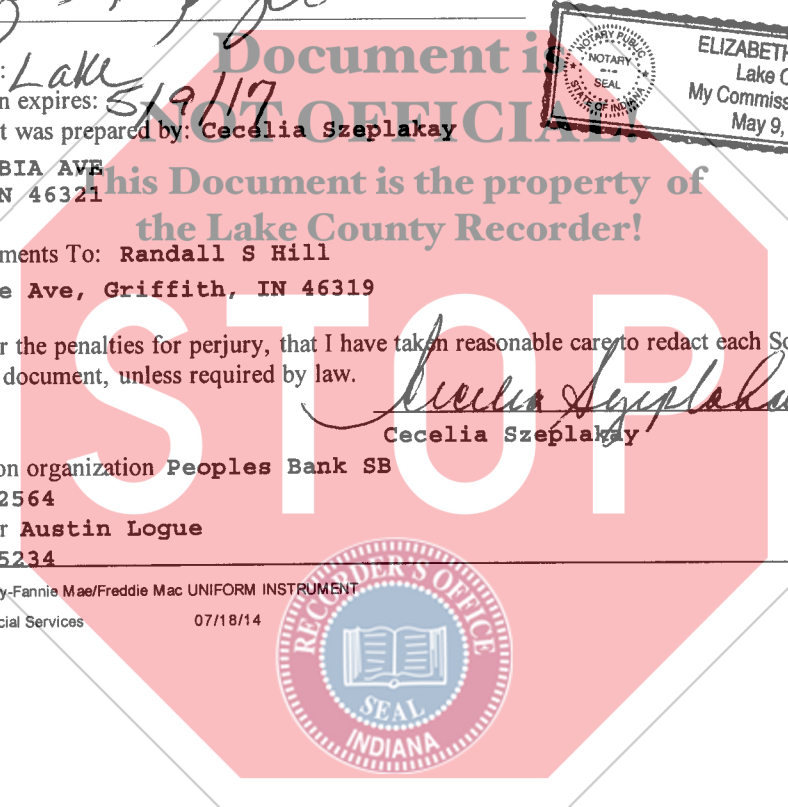 Document is
: Lake
n expires: 5/9/17
NOT OFFICIAL!
t was prepared by: Cecelia Szeplakay
BIA AVE
N 46321
This Document is the property of
the Lake County Recorder!
ments To: Randall S Hill
e Ave, Griffith, IN 46319
STOP
r the penalties for perjury, that I have taken reasonable care to redact each So
document, unless required by law.
Cecelia Szeplaka
Cecelia Szeplakay
on organization Peoples Bank SB
2564
r Austin Logue
5234
y-Fannie Mae/Freddie Mac UNIFORM INSTRUMENT
cial Services 07/18/14
RECORDER'S OFFICE
SEAL
INDIANA
NOTARY PUBLIC
NOTARY
SEAL
STATE OF INDIANA
ELIZABETH
Lake C
My Commiss
May 9,